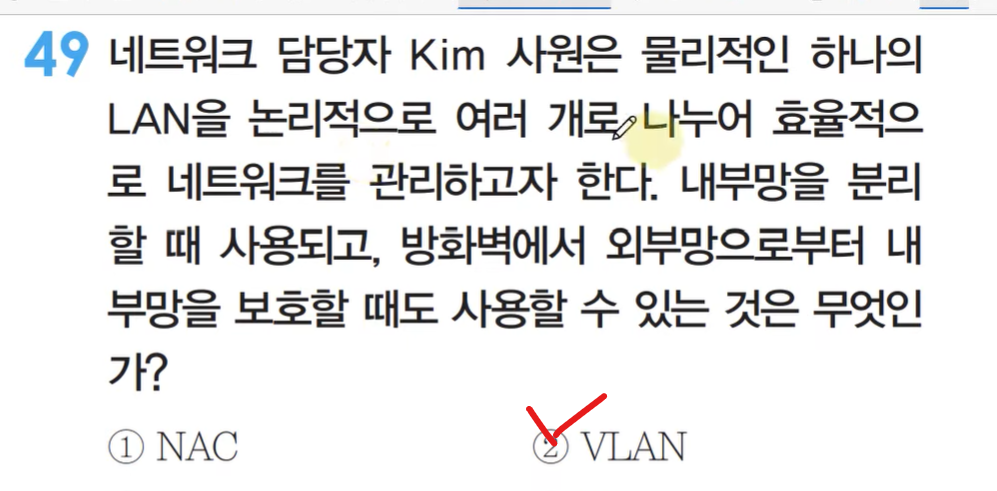 49 네트워크 담당자 Kim 사원은 물리적인 하나의
LAN을 논리적으로 여러 개로 나누어 효율적으
로 네트워크를 관리하고자 한다. 내부망을 분리
할 때 사용되고, 방화벽에서 외부망으로부터 내
부망을 보호할 때도 사용할 수 있는 것은 무엇인
가?
① NAC ② VLAN